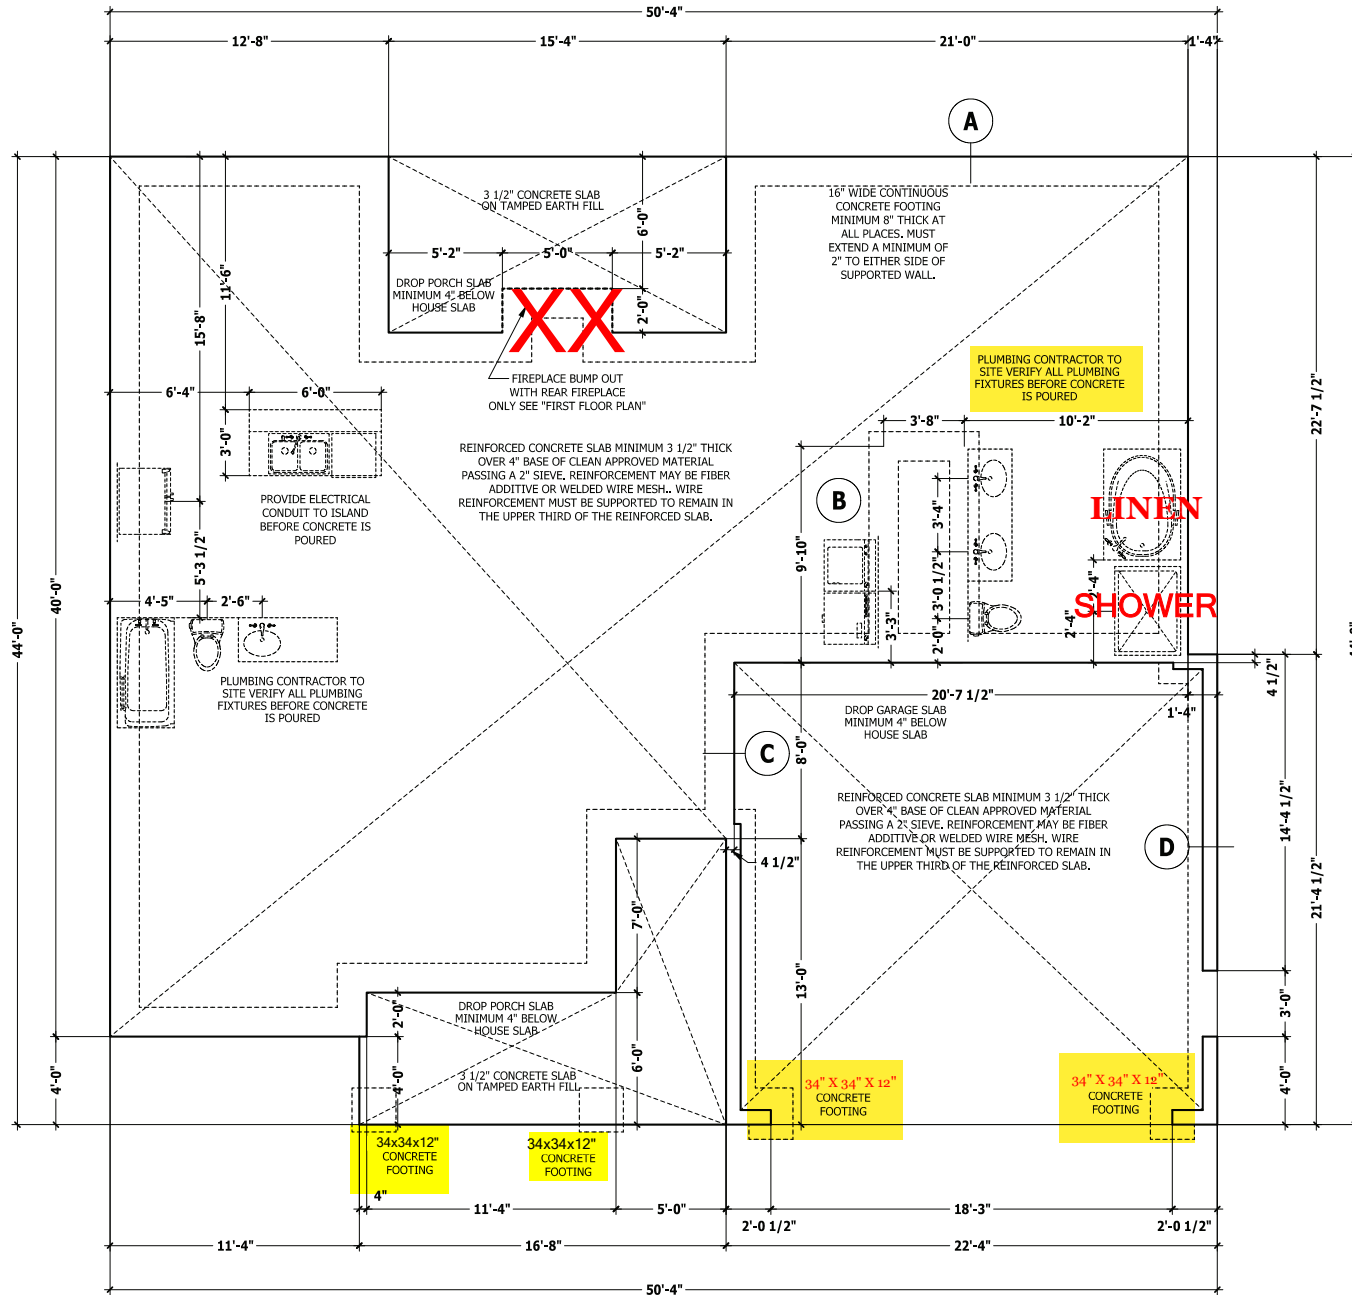 50'-4"
12'-8"
15'-4"
21'-0"
1'-4"
A
3 1/2" CONCRETE SLAB
ON TAMPED EARTH FILL
16" WIDE CONTINUOUS
CONCRETE FOOTING
MINIMUM 8" THICK AT
ALL PLACES. MUST
EXTEND A MINIMUM OF
2" TO EITHER SIDE OF
SUPPORTED WALL.
6'-0"
5'-2"
5'-0"
5'-2"
DROP PORCH SLAB
MINIMUM 4" BELOW
HOUSE SLAB
XX
2'-0"
11'-6"
15'-8"
FIREPLACE BUMP OUT
WITH REAR FIREPLACE
ONLY SEE "FIRST FLOOR PLAN"
PLUMBING CONTRACTOR TO
SITE VERIFY ALL PLUMBING
FIXTURES BEFORE CONCRETE
IS POURED
22'-7 1/2"
6'-4"
6'-0"
3'-8"
10'-2"
3'-0"
REINFORCED CONCRETE SLAB MINIMUM 3 1/2" THICK
OVER 4" BASE OF CLEAN APPROVED MATERIAL
PASSING A 2" SIEVE. REINFORCEMENT MAY BE FIBER
ADDITIVE OR WELDED WIRE MESH.. WIRE
REINFORCEMENT MUST BE SUPPORTED TO REMAIN IN
THE UPPER THIRD OF THE REINFORCED SLAB.
PROVIDE ELECTRICAL
CONDUIT TO ISLAND
BEFORE CONCRETE IS
POURED
B
3'-4"
LINEN
9'-10"
5'-3 1/2"
40'-0"
44'-0"
4'-5"
2'-6"
3'-0 1/2"
3'-3"
2'-0"
2'-4"
2'-4"
SHOWER
PLUMBING CONTRACTOR TO
SITE VERIFY ALL PLUMBING
FIXTURES BEFORE CONCRETE
IS POURED
4 1/2"
20'-7 1/2"
1'-4"
DROP GARAGE SLAB
MINIMUM 4" BELOW
HOUSE SLAB
C
8'-0"
REINFORCED CONCRETE SLAB MINIMUM 3 1/2" THICK
OVER 4" BASE OF CLEAN APPROVED MATERIAL
PASSING A 2" SIEVE. REINFORCEMENT MAY BE FIBER
ADDITIVE OR WELDED WIRE MESH. WIRE
REINFORCEMENT MUST BE SUPPORTED TO REMAIN IN
THE UPPER THIRD OF THE REINFORCED SLAB.
D
4 1/2"
14'-4 1/2"
21'-4 1/2"
7'-0"
13'-0"
3'-0"
DROP PORCH SLAB
MINIMUM 4" BELOW
HOUSE SLAB
2'-0"
6'-0"
4'-0"
4'-0"
4'-0"
3 1/2" CONCRETE SLAB
ON TAMPED EARTH FILL
34" X 34" X 12"
CONCRETE
FOOTING
34" X 34" X 12"
CONCRETE
FOOTING
34x34x12"
CONCRETE
FOOTING
34x34x12"
CONCRETE
FOOTING
4"
11'-4"
5'-0"
2'-0 1/2"
18'-3"
2'-0 1/2"
11'-4"
16'-8"
22'-4"
50'-4"